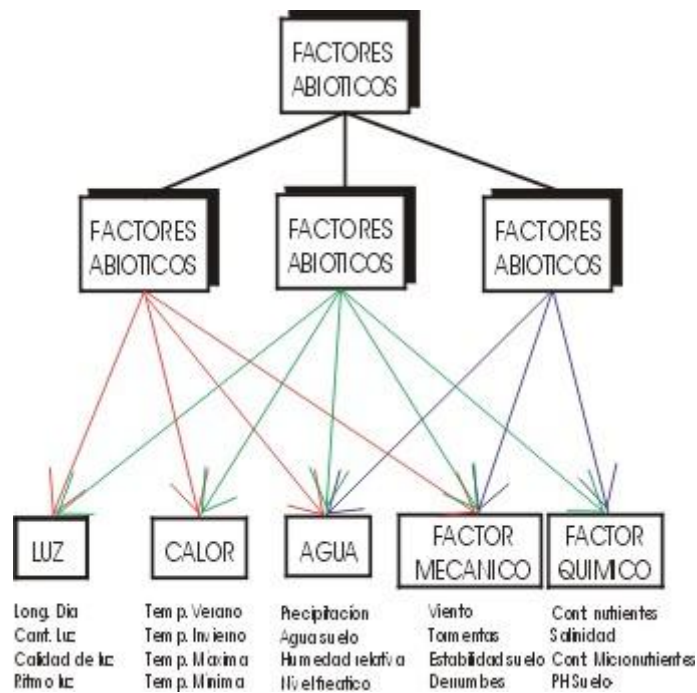 FACTORES
ABIOTICOS
FACTORES
ABIOTICOS
FACTORES
ABIOTICOS
FACTORES
ABIOTICOS
LUZ
CALOR
AGUA
FACTOR
MECANICO
FACTOR
QUIMICO
Long. Dia
Cant. Luz
Calidad de luz
Ritmo luz
Temp. Verano
Temp. Invierno
Temp. Maxima
Temp. Minima
Precipitacion
Agua suelo
Humedad relativa
Nivel freatico
Viento
Tormentas
Estabilidad suelo
Derrumbes
Cont. nutrientes
Salinidad
Cont. Micronutrientes
PH Suelo